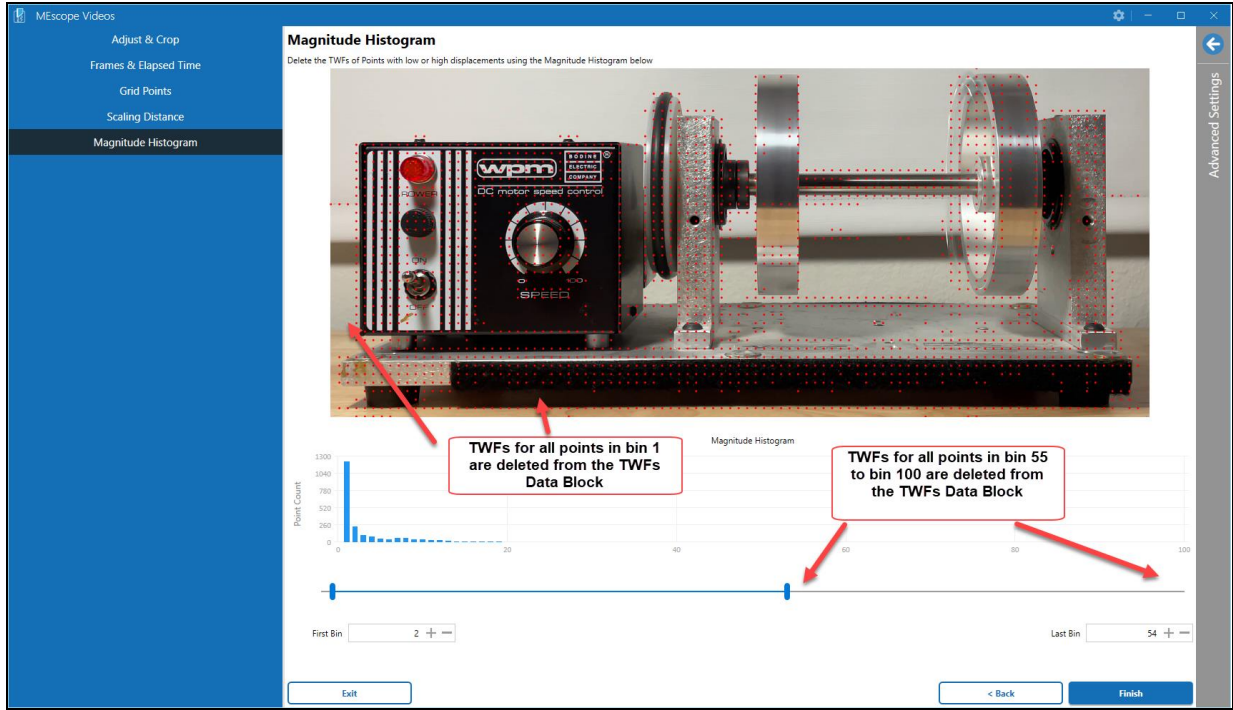 MEscope Videos
Adjust & Crop
Frames & Elapsed Time
Grid Points
Scaling Distance
Magnitude Histogram
Magnitude Histogram
Delete the TWFs of Points with low or high displacements using the Magnitude Histogram below
Advanced Settings
wpm
BODINE
ELECTRIC
COMPANY
®
DC motor speed control
POWER
ON
OFF
0
100
SPEED
TWFs for all points in bin 1
are deleted from the TWFs
Data Block
Magnitude Histogram
TWFs for all points in bin 55
to bin 100 are deleted from
the TWFs Data Block
Point Count
1300
1040
780
520
260
0
0 20 40 60 80 100
First Bin 2 + −
Last Bin 54 + −
Exit
< Back
Finish